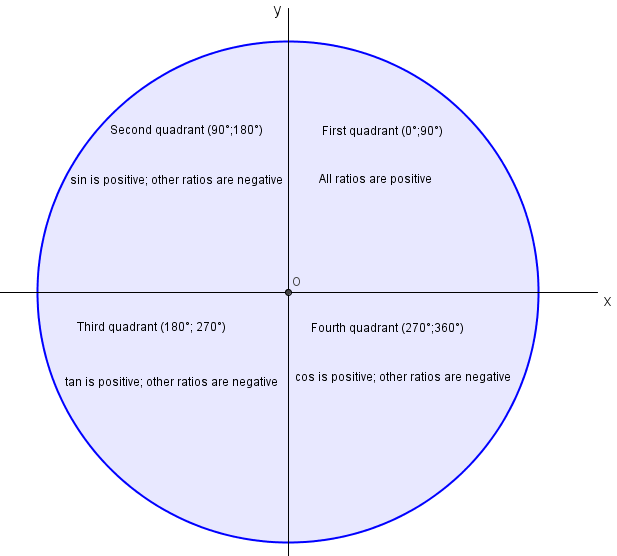 y
Second quadrant (90°;180°)
First quadrant (0°;90°)
sin is positive; other ratios are negative
All ratios are positive
O
x
Third quadrant (180°; 270°)
Fourth quadrant (270°;360°)
tan is positive; other ratios are negative
cos is positive; other ratios are negative